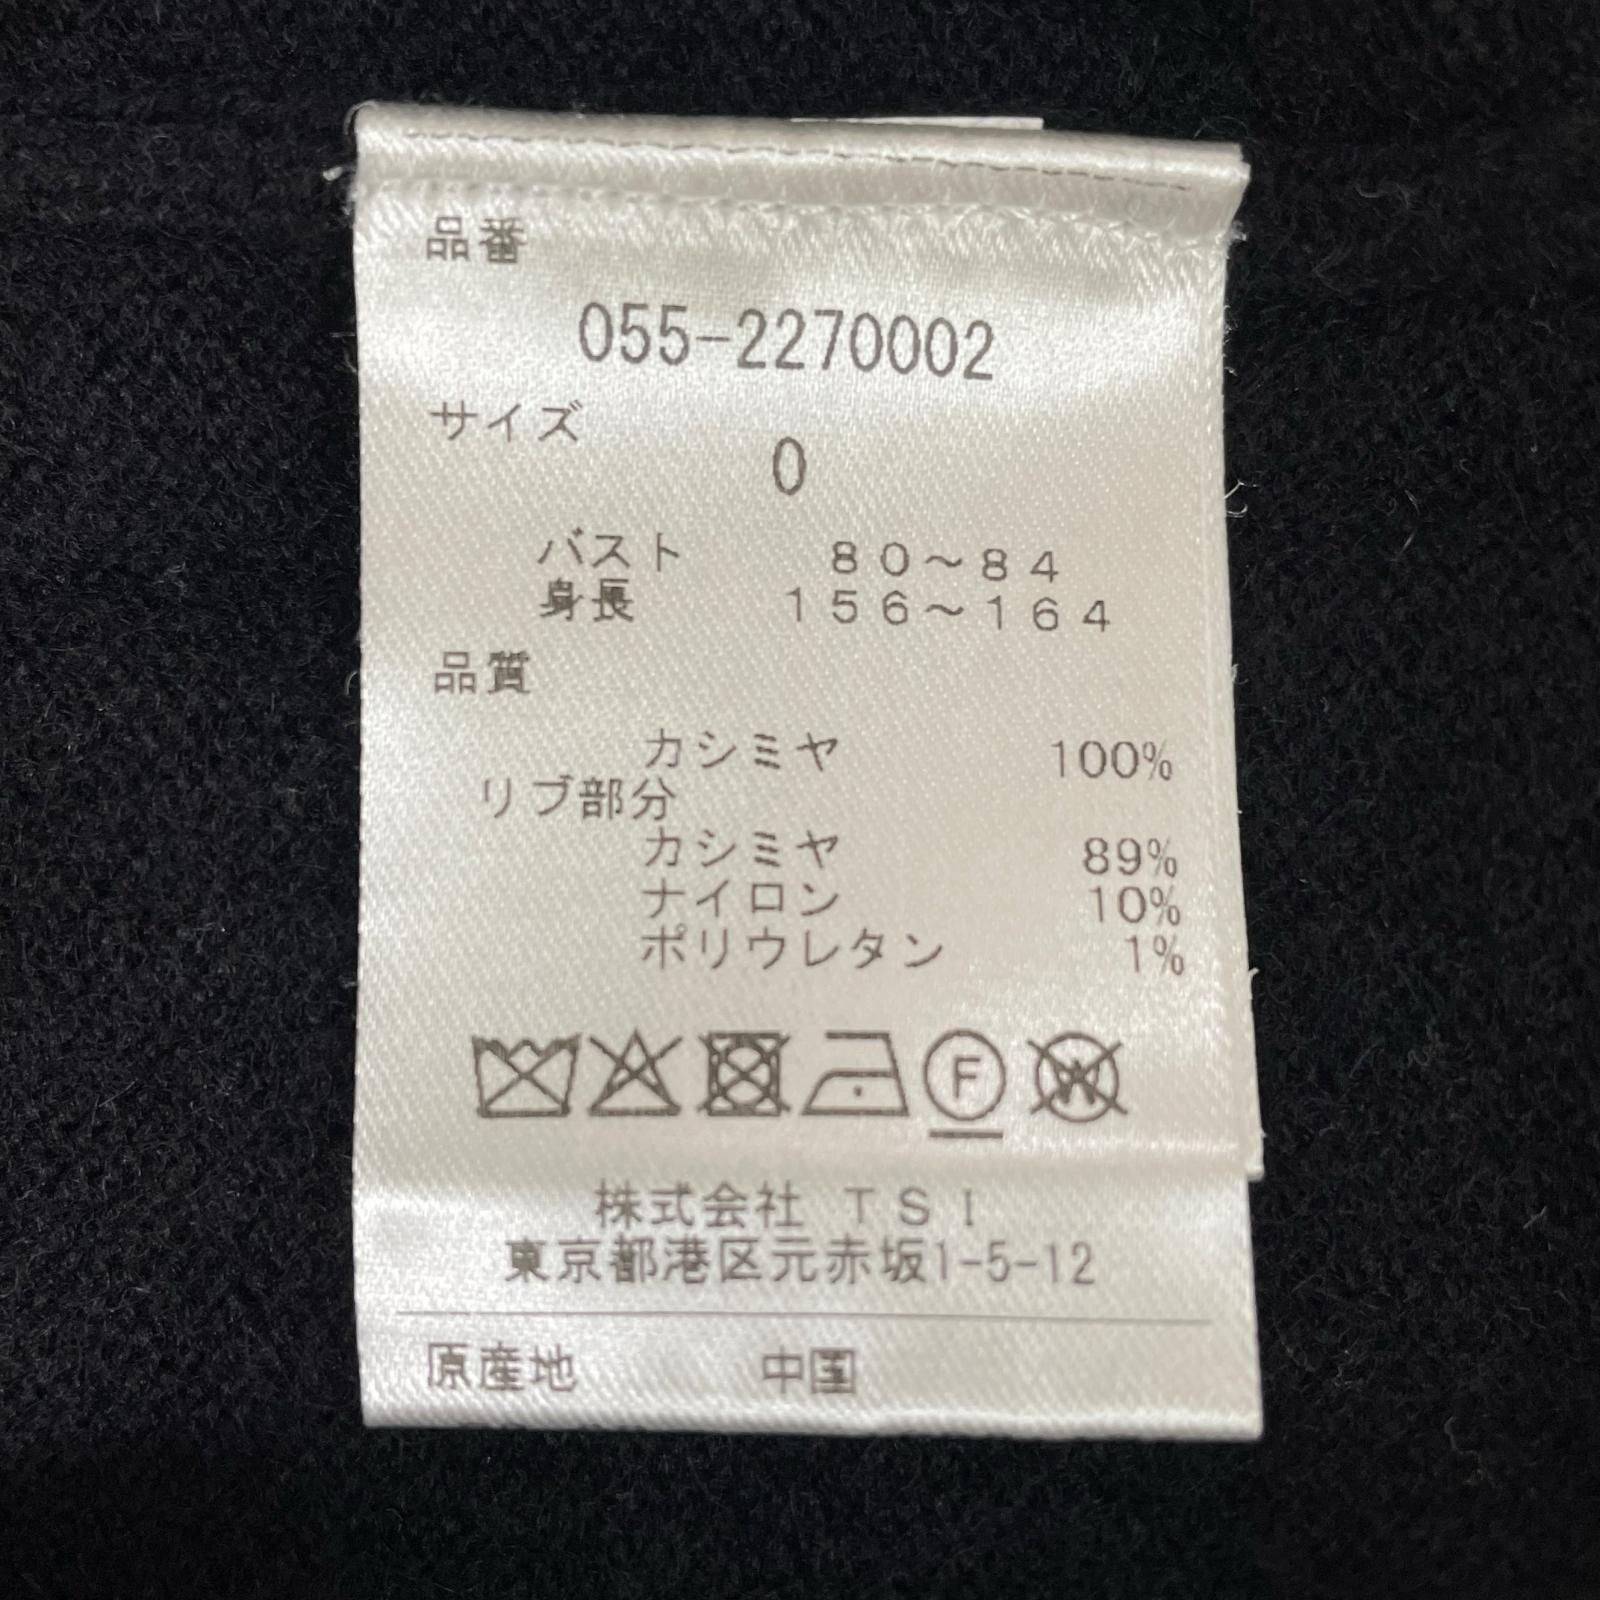 品番
055-2270002
サイズ
0
バスト 80~84
身長 156~164
品質
カシミヤ 100%
リブ部分
カシミヤ 89%
ナイロン 10%
ポリウレタン 1%
F W
株式会社 TSI
東京都港区元赤坂1-5-12
原産地 中国